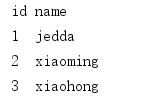 id name
1 jedda
2 xiaoming
3 xiaohong